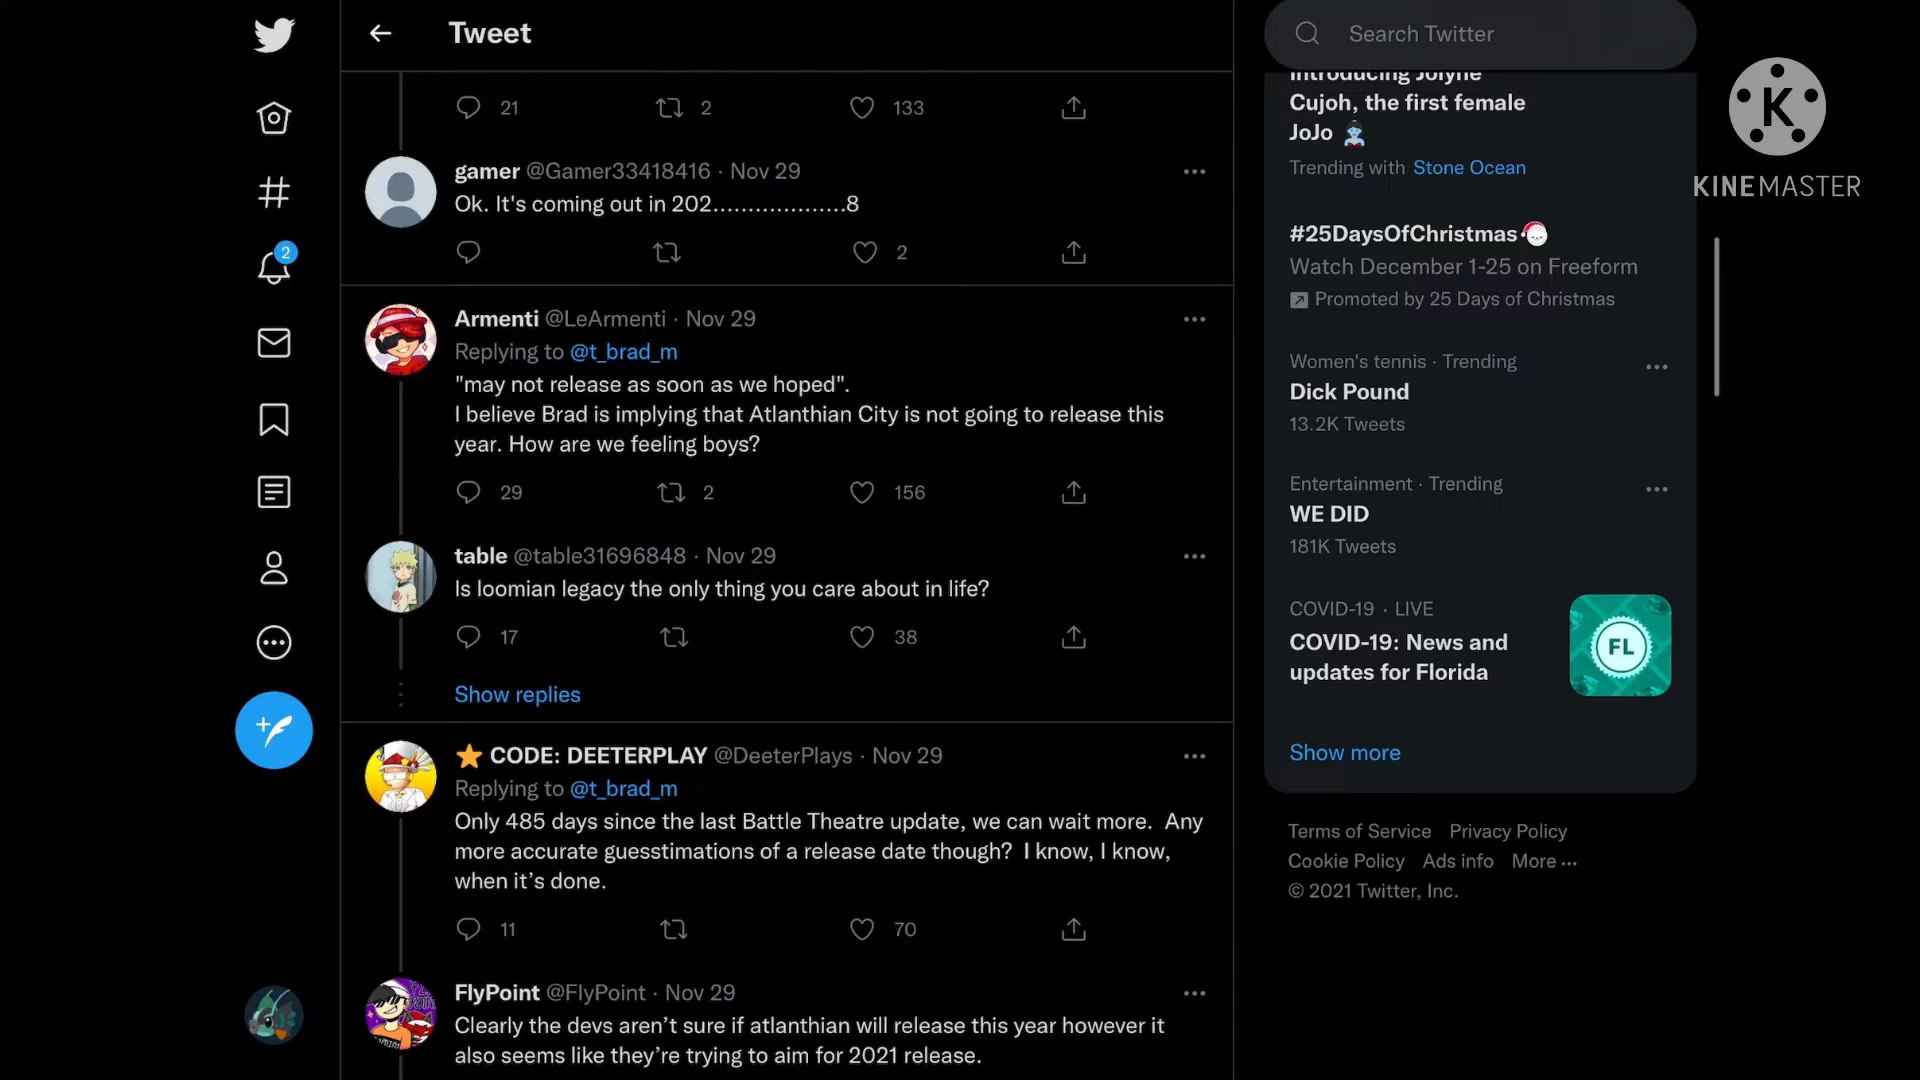 Tweet
Search Twitter
21
2
133
gamer @Gamer33418416 · Nov 29
Ok. It's coming out in 202...................8
2
2
Armenti @LeArmenti · Nov 29
Replying to @t_brad_m
"may not release as soon as we hoped".
I believe Brad is implying that Atlanthian City is not going to release this
year. How are we feeling boys?
29
2
156
table @table31696848 · Nov 29
Is loomian legacy the only thing you care about in life?
17
38
Show replies
CODE: DEETERPLAY @DeeterPlays · Nov 29
Replying to @t_brad_m
Only 485 days since the last Battle Theatre update, we can wait more. Any
more accurate guesstimations of a release date though? I know, I know,
when it's done.
11
70
FlyPoint @FlyPoint · Nov 29
Clearly the devs aren't sure if atlanthian will release this year however it
also seems like they're trying to aim for 2021 release.
Introducing Jolyne
Cujoh, the first female
JoJo
Trending with Stone Ocean
#25DaysOfChristmas
Watch December 1-25 on Freeform
Promoted by 25 Days of Christmas
Women's tennis · Trending
Dick Pound
13.2K Tweets
Entertainment · Trending
WE DID
181K Tweets
COVID-19 · LIVE
COVID-19: News and
updates for Florida
FL
Show more
Terms of Service Privacy Policy
Cookie Policy Ads info More ···
© 2021 Twitter, Inc.
K
KINEMASTER